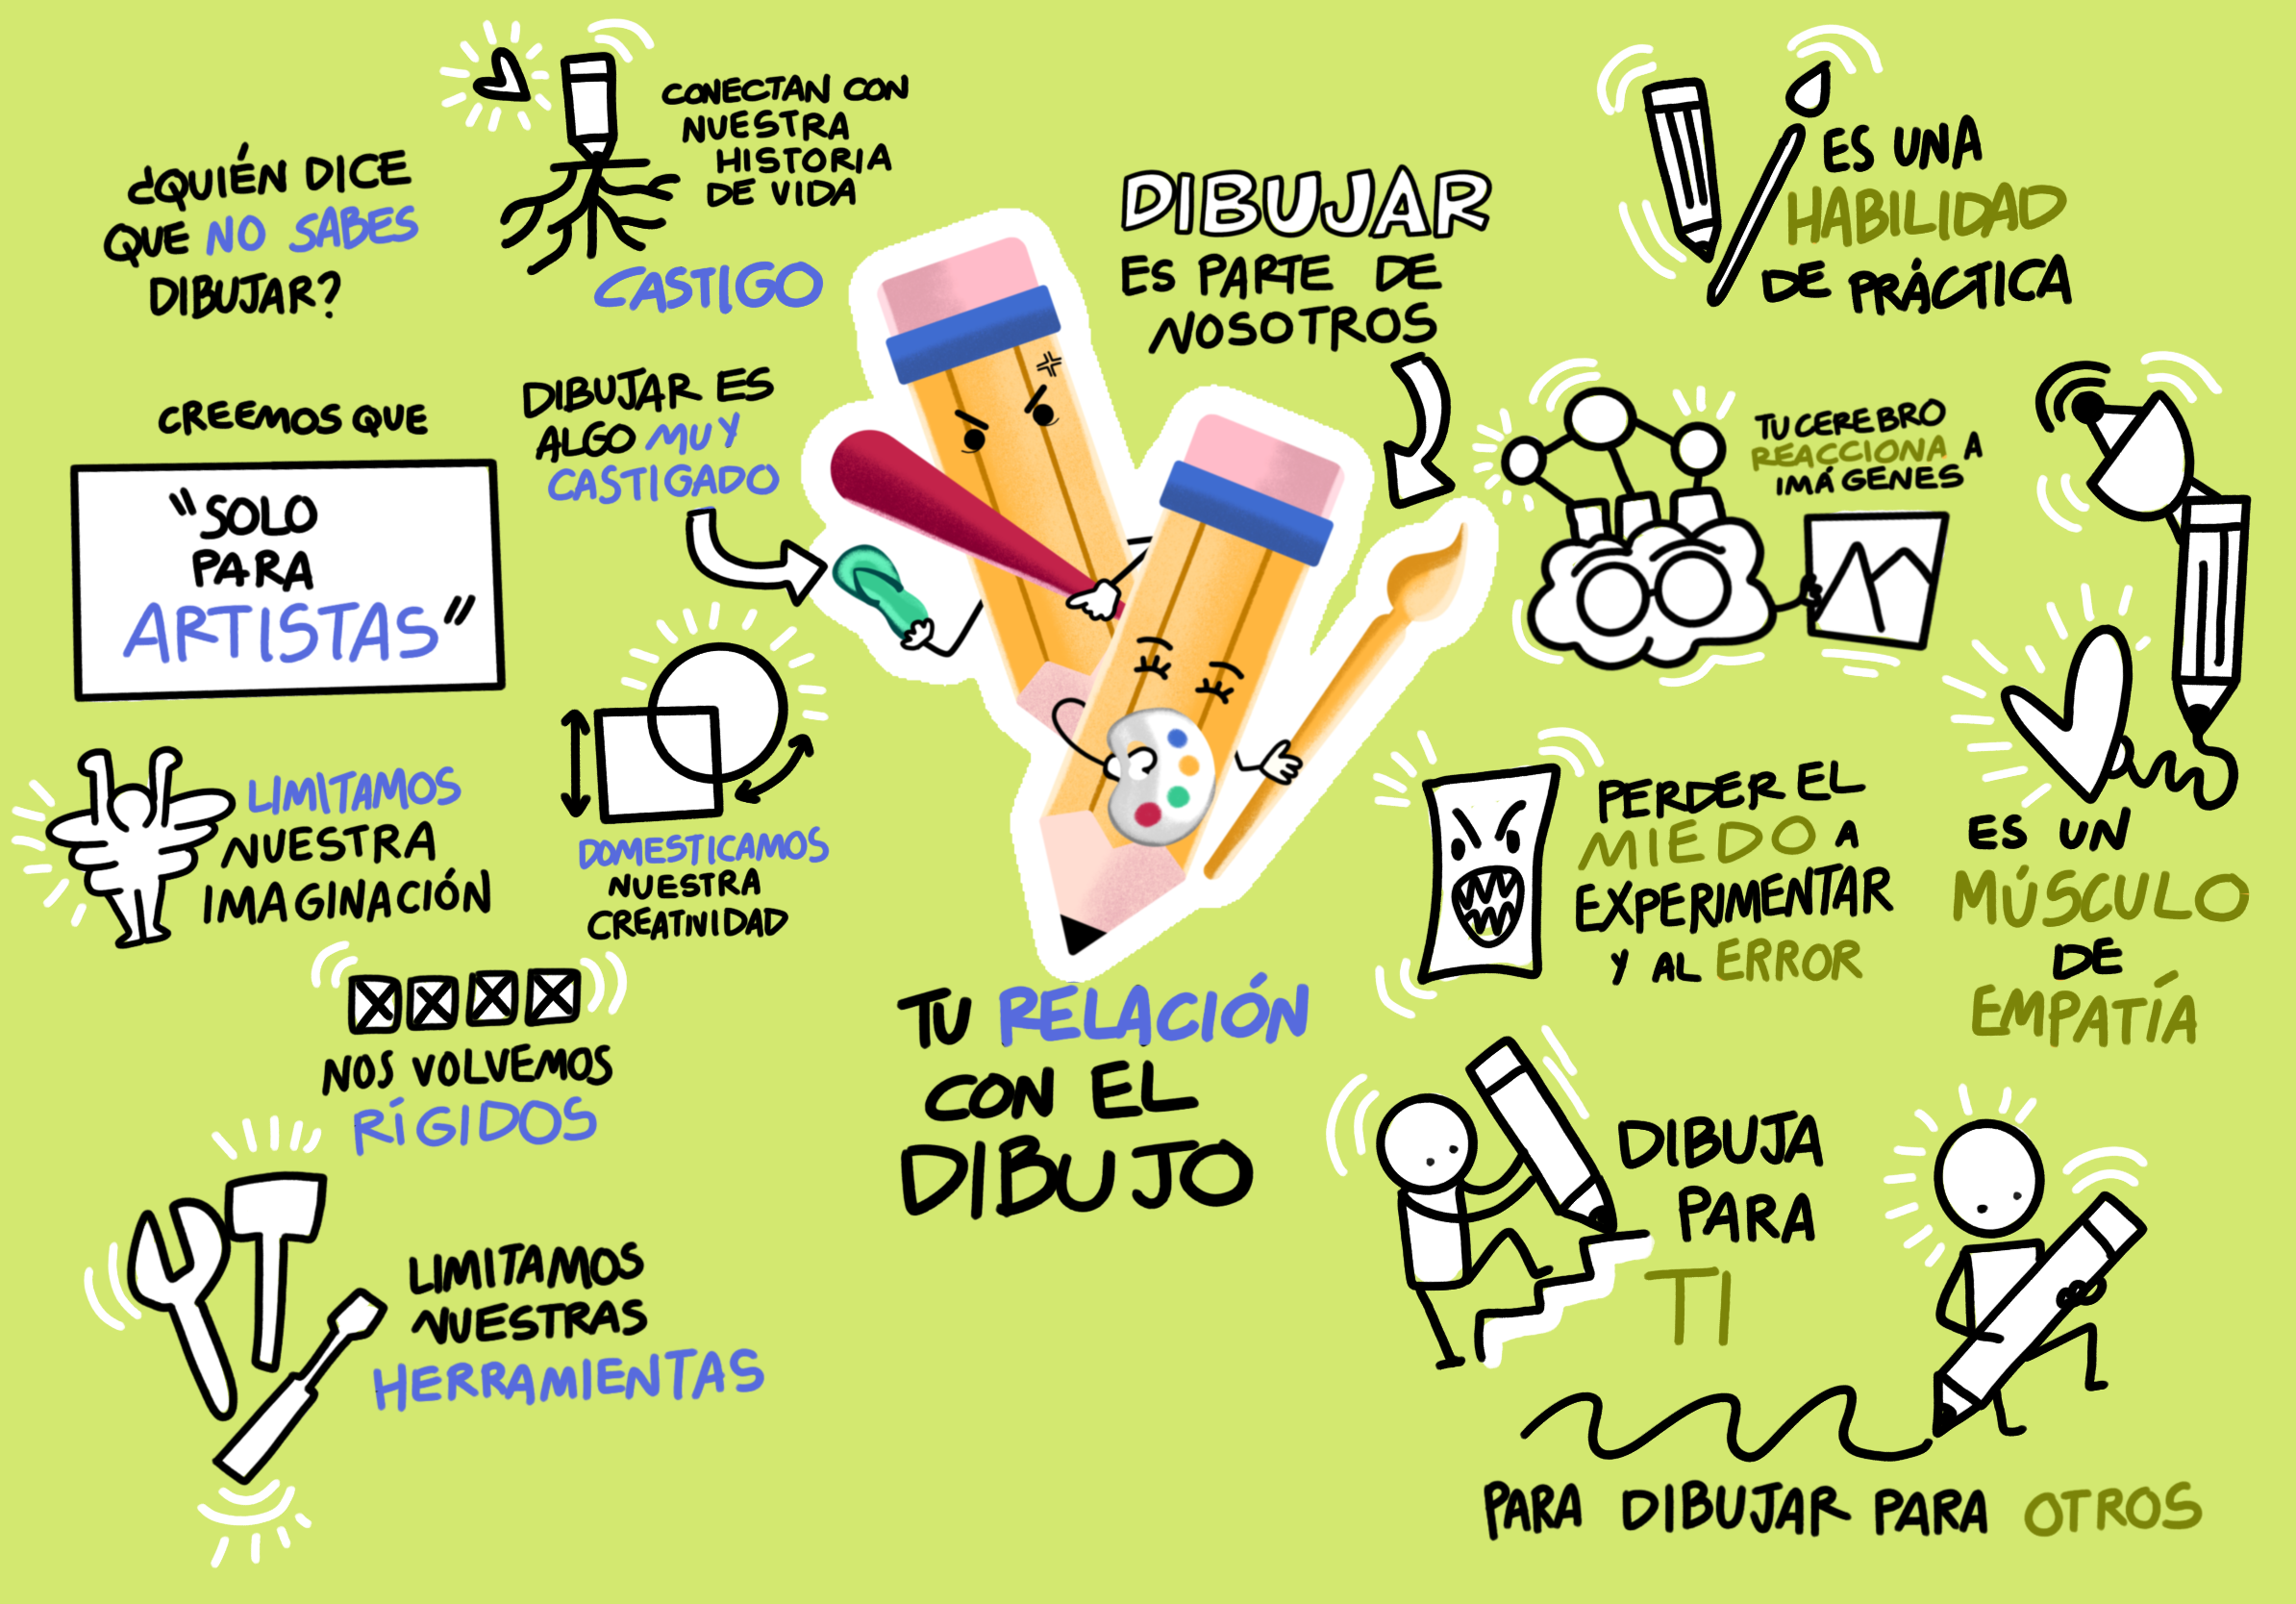 ¿QUIÉN DICE
QUE NO SABES
DIBUJAR?
CONECTAN CON
NUESTRA
HISTORIA
DE VIDA
CASTIGO
CREEMOS QUE
"SOLO
PARA
ARTISTAS"
DIBUJAR ES
ALGO MUY
CASTIGADO
LIMITAMOS
NUESTRA
IMAGINACIÓN
DOMESTICAMOS
NUESTRA
CREATIVIDAD
NOS VOLVEMOS
RÍGIDOS
LIMITAMOS
NUESTRAS
HERRAMIENTAS
TU RELACIÓN
CON EL
DIBUJO
DIBUJAR
ES PARTE DE
NOSOTROS
ES UNA
HABILIDAD
DE PRÁCTICA
TU CEREBRO
REACCIONA A
IMÁGENES
PERDER EL
MIEDO A
EXPERIMENTAR
Y AL ERROR
ES UN
MÚSCULO
DE
EMPATÍA
DIBUJA
PARA
TI
PARA DIBUJAR PARA OTROS